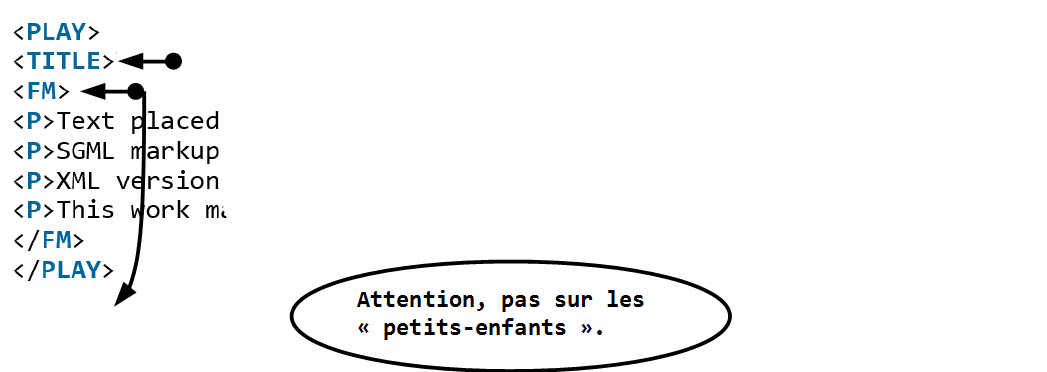 <PLAY>
<TITLE>
<FM>
<P>Text placed
<P>SGML markup
<P>XML version
<P>This work
</FM>
</PLAY>
Attention, pas sur les
« petits-enfants ».